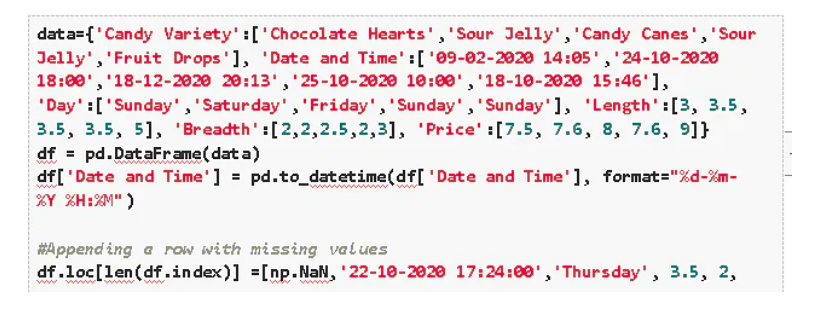 data={'Candy Variety':['Chocolate Hearts','Sour Jelly','Candy Canes','Sour
Jelly','Fruit Drops'], 'Date and Time':['09-02-2020 14:05','24-10-2020
18:00','18-12-2020 20:13','25-10-2020 10:00','18-10-2020 15:46'],
'Day':['Sunday','Saturday','Friday','Sunday','Sunday'], 'Length':[3, 3.5,
3.5, 3.5, 5], 'Breadth':[2,2,2.5,2,3], 'Price':[7.5, 7.6, 8, 7.6, 9]}
df = pd.DataFrame(data)
df['Date and Time'] = pd.to_datetime(df['Date and Time'], format="%d-%m-
%Y %H:%M")
#Appending a row with missing values
df.loc[len(df.index)] =[np.NaN,'22-10-2020 17:24:00','Thursday', 3.5, 2,